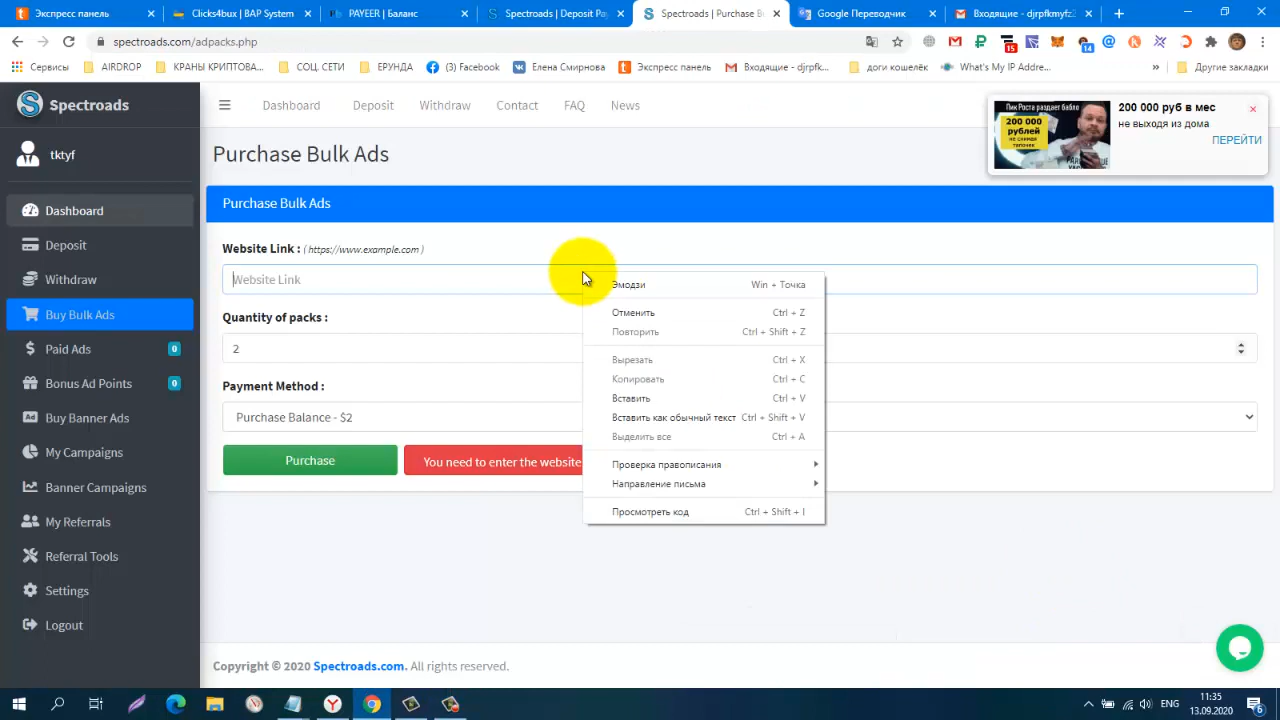 Экспресс панель
Clicks4bux | BAP System
PAYEER | Баланс
Spectroads | Deposit Pa
Spectroads | Purchase B
Google Переводчик
Входящие - djrpfkmyfz
spectroads.com/adpacks.php
15
14
Сервисы
AIRDROP
КРАНЫ КРИПТОВА...
СОЦ СЕТИ
ЕРУНДА
(3) Facebook
Елена Смирнова
Экспресс панель
Входящие - djrpfk...
доги кошелёк
What's My IP Addre...
»
Другие закладки
Spectroads
Dashboard
Deposit
Withdraw
Contact
FAQ
News
200 000 рублей
200 000 руб в мес
не выходя из дома
ПЕРЕЙТИ
tktyf
Purchase Bulk Ads
Purchase Bulk Ads
Dashboard
Deposit
Withdraw
Buy Bulk Ads
Paid Ads 0
Bonus Ad Points 0
Buy Banner Ads
My Campaigns
Banner Campaigns
My Referrals
Referral Tools
Settings
Logout
Website Link : ( https://www.example.com )
Website Link
Quantity of packs :
2
Payment Method :
Purchase Balance - $2
Purchase
You need to enter the website
Эмодзи Win + Точка
Отменить Ctrl + Z
Повторить Ctrl + Shift + Z
Вырезать Ctrl + X
Копировать Ctrl + C
Вставить Ctrl + V
Вставить как обычный текст Ctrl + Shift + V
Выделить все Ctrl + A
Проверка правописания
Направление письма
Просмотреть код Ctrl + Shift + I
Copyright © 2020 Spectroads.com. All rights reserved.
ENG
11:35
13.09.2020
6